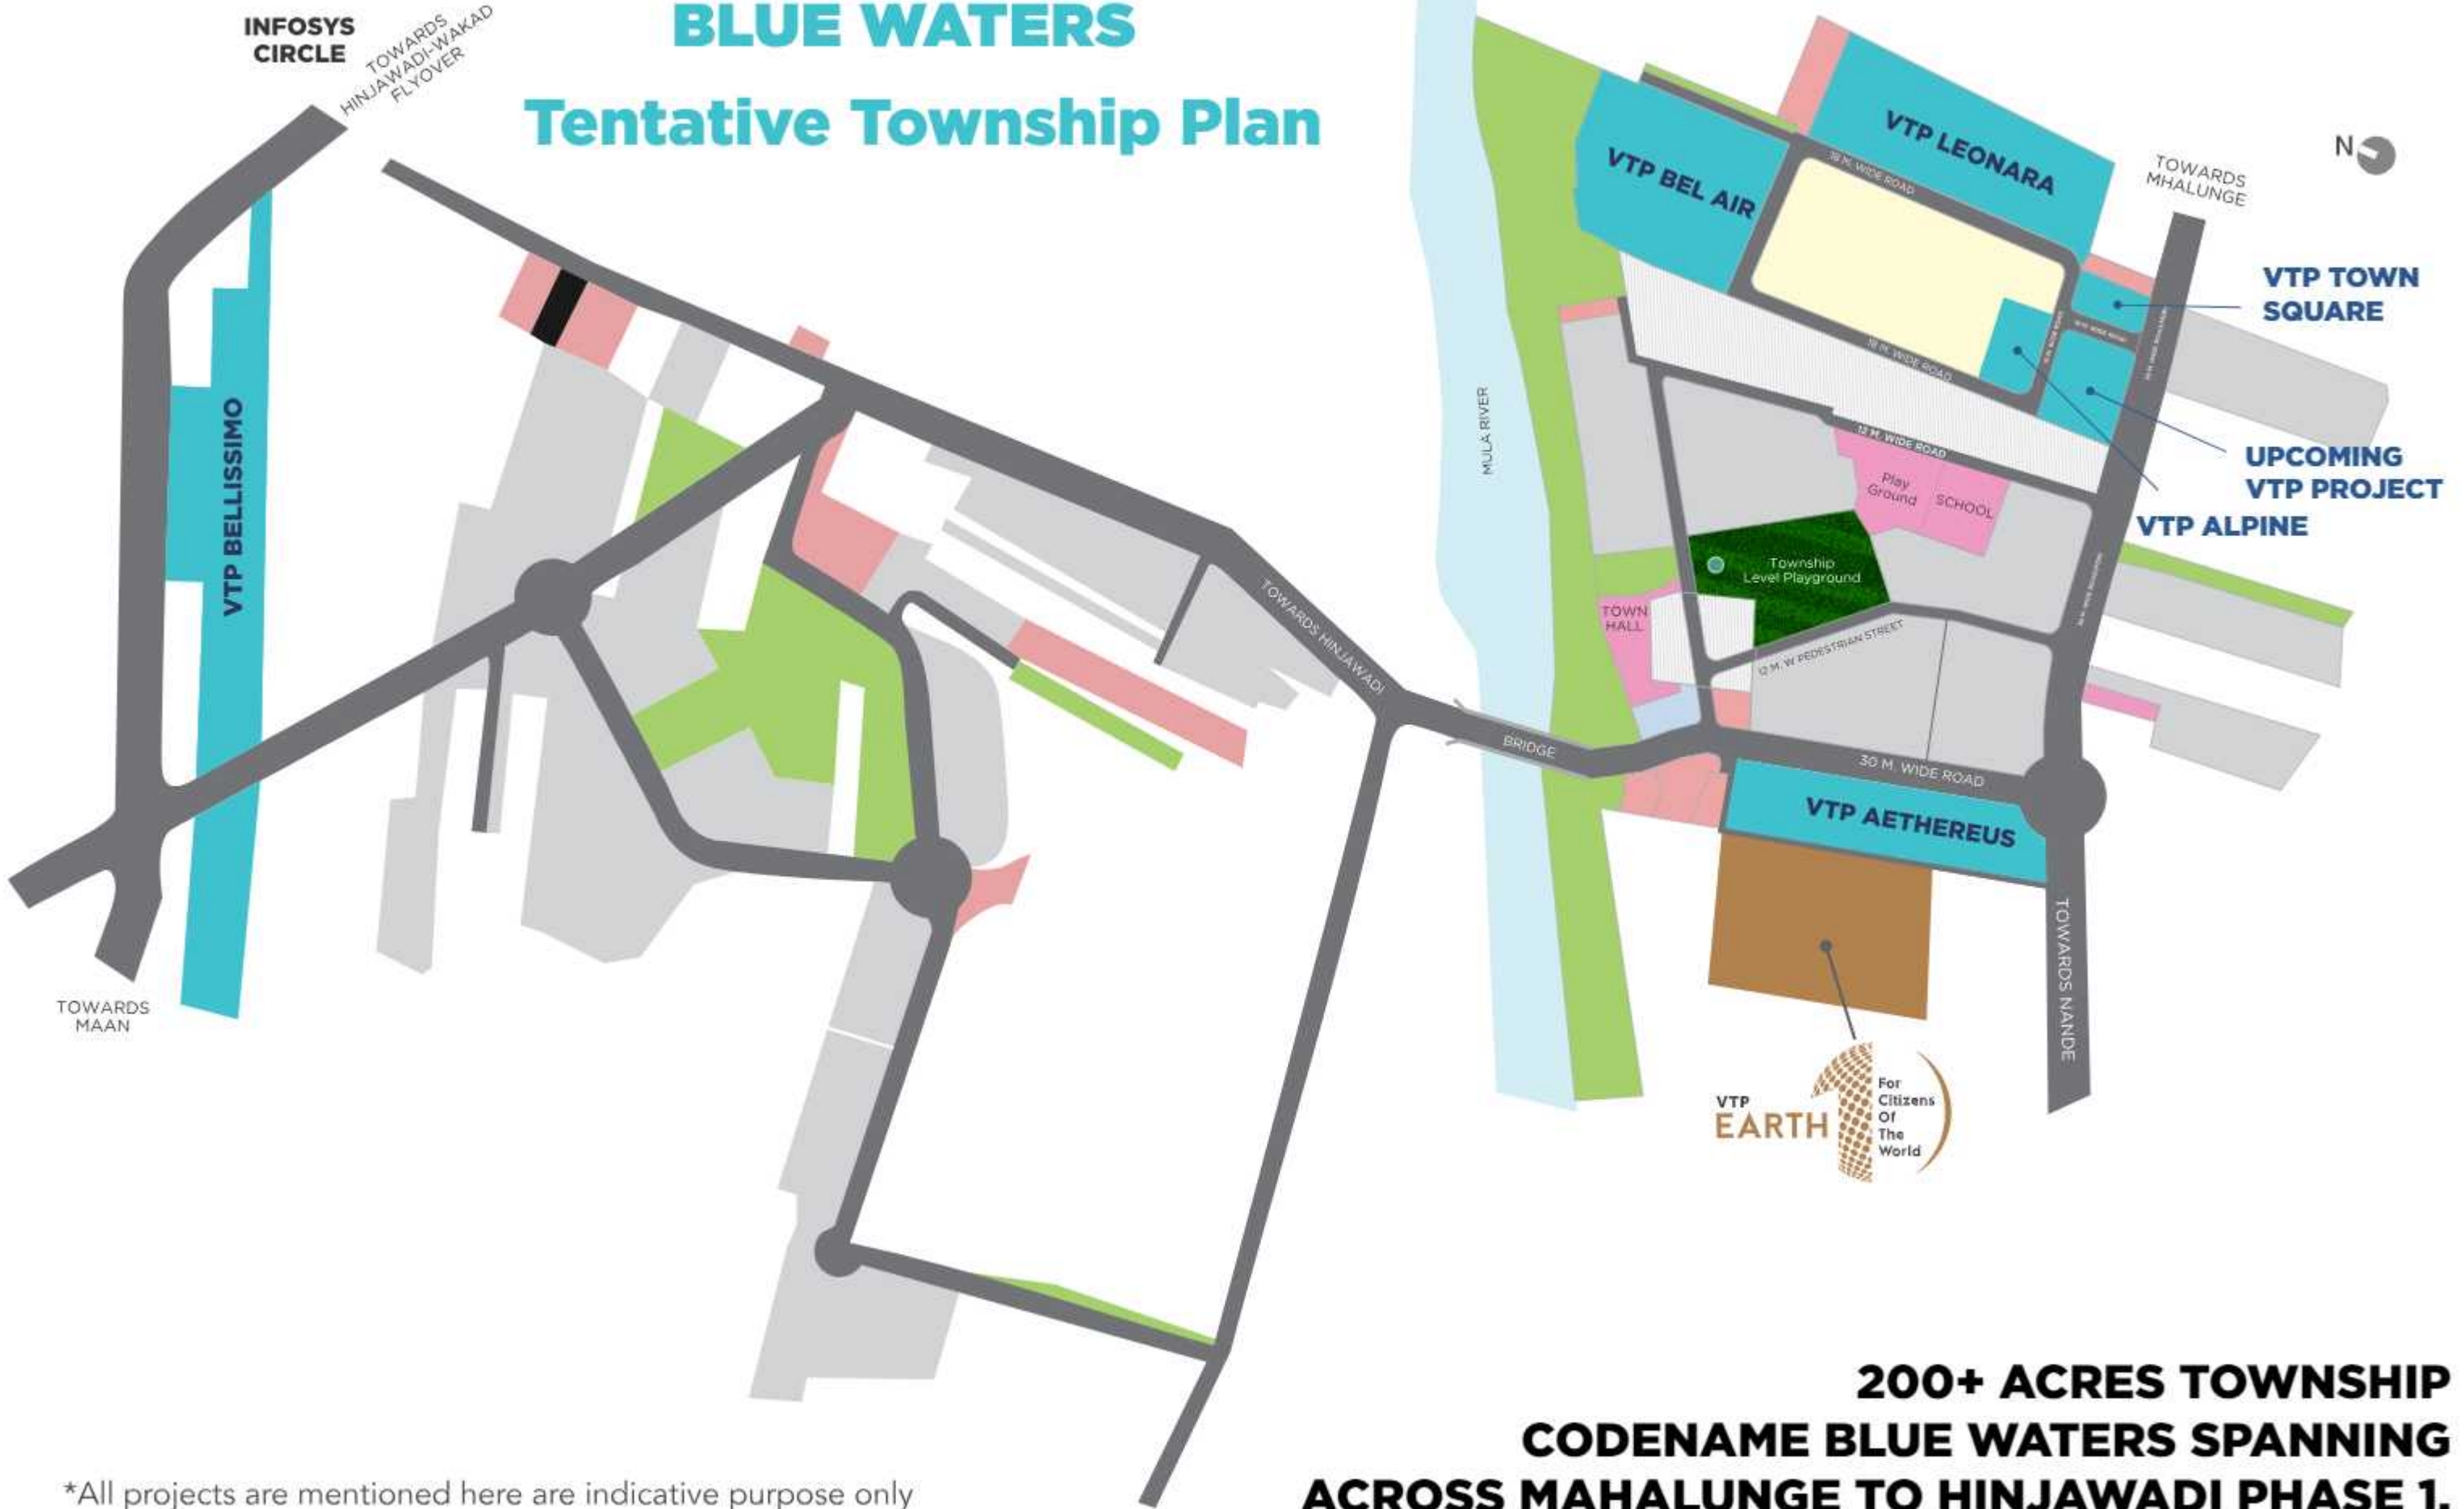 BLUE WATERS
Tentative Township Plan
INFOSYS
CIRCLE
TOWARDS
HINJAWADI-WAKAD
FLYOVER
VTP BELLISSIMO
TOWARDS
MAAN
TOWARDS HINJAWADI
MULA RIVER
BRIDGE
VTP BEL AIR
VTP LEONARA
18 M. WIDE ROAD
18 M. WIDE ROAD
N
TOWARDS
MHALUNGE
VTP TOWN
SQUARE
UPCOMING
VTP PROJECT
VTP ALPINE
12 M. WIDE ROAD
Play
Ground
SCHOOL
Township
Level Playground
TOWN
HALL
12 M. W PEDESTRIAN STREET
30 M. WIDE ROAD
VTP AETHEREUS
TOWARDS NANDE
VTP
EARTH 1
For
Citizens
Of
The
World
200+ ACRES TOWNSHIP
CODENAME BLUE WATERS SPANNING
ACROSS MAHALUNGE TO HINJAWADI PHASE 1.
*All projects are mentioned here are indicative purpose only